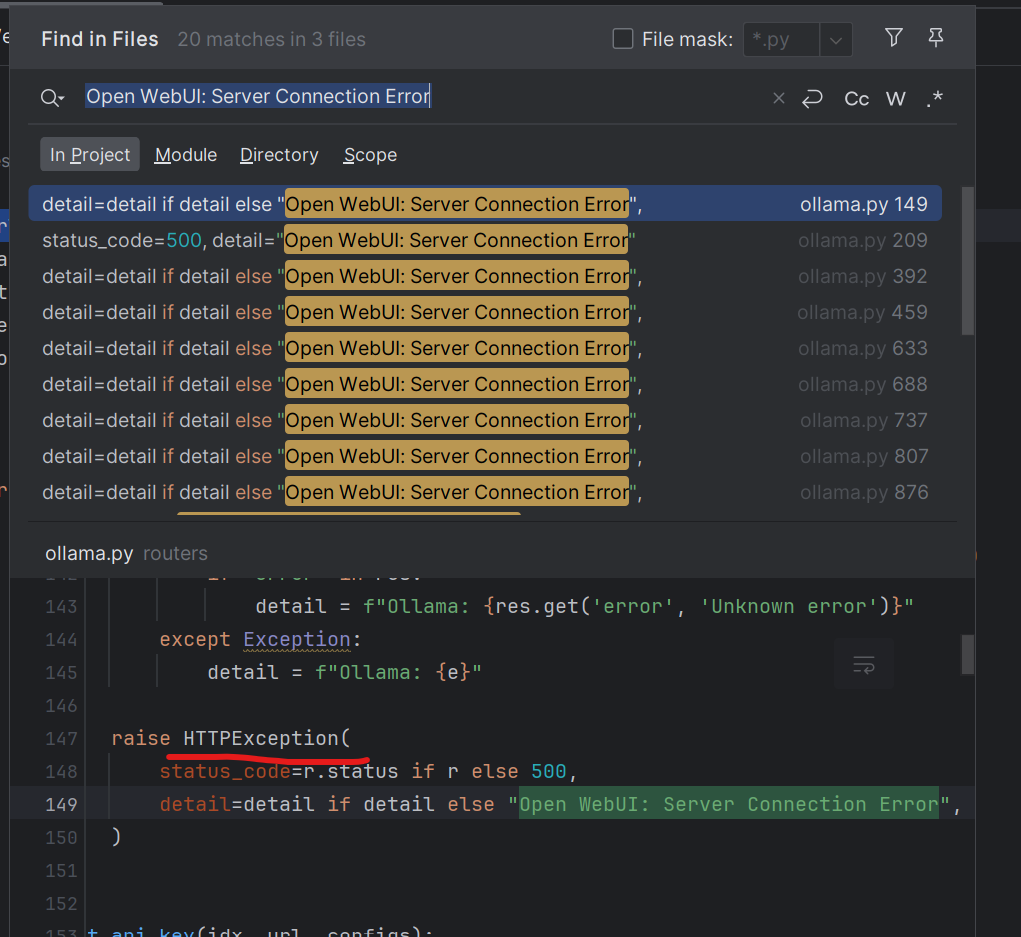 Find in Files 20 matches in 3 files File mask: *.py
Open WebUI: Server Connection Error Cc W .*
In Project Module Directory Scope
detail=detail if detail else "Open WebUI: Server Connection Error", ollama.py 149
status_code=500, detail="Open WebUI: Server Connection Error" ollama.py 209
detail=detail if detail else "Open WebUI: Server Connection Error", ollama.py 392
detail=detail if detail else "Open WebUI: Server Connection Error", ollama.py 459
detail=detail if detail else "Open WebUI: Server Connection Error", ollama.py 633
detail=detail if detail else "Open WebUI: Server Connection Error", ollama.py 688
detail=detail if detail else "Open WebUI: Server Connection Error", ollama.py 737
detail=detail if detail else "Open WebUI: Server Connection Error", ollama.py 807
detail=detail if detail else "Open WebUI: Server Connection Error", ollama.py 876
ollama.py routers
143 detail = f"Ollama: {res.get('error', 'Unknown error')}"
144 except Exception:
145 detail = f"Ollama: {e}"
146
147 raise HTTPException(
148 status_code=r.status if r else 500,
149 detail=detail if detail else "Open WebUI: Server Connection Error",
150 )
151
152
153 t_api_key(idx, url, configs):